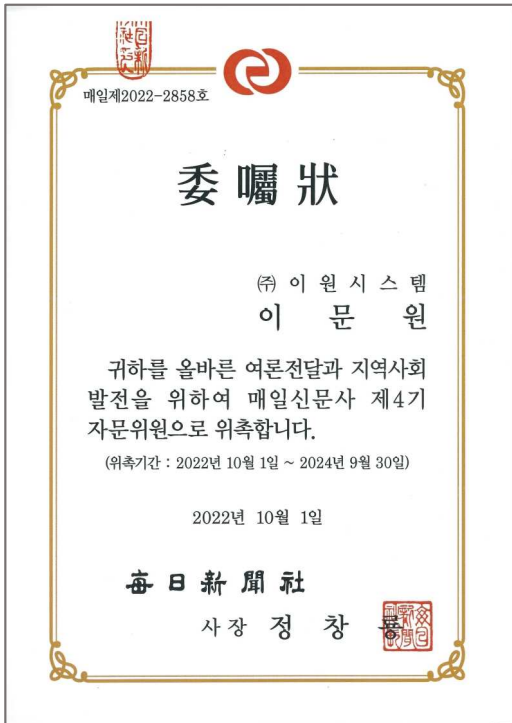 매일제2022-2858호
委囑狀
㈜ 이원시스템
이문원
귀하를 올바른 여론전달과 지역사회
발전을 위하여 매일신문사 제4기
자문위원으로 위촉합니다.
(위촉기간 : 2022년 10월 1일 ~ 2024년 9월 30일)
2022년 10월 1일
每日新聞社
사장 정창룡